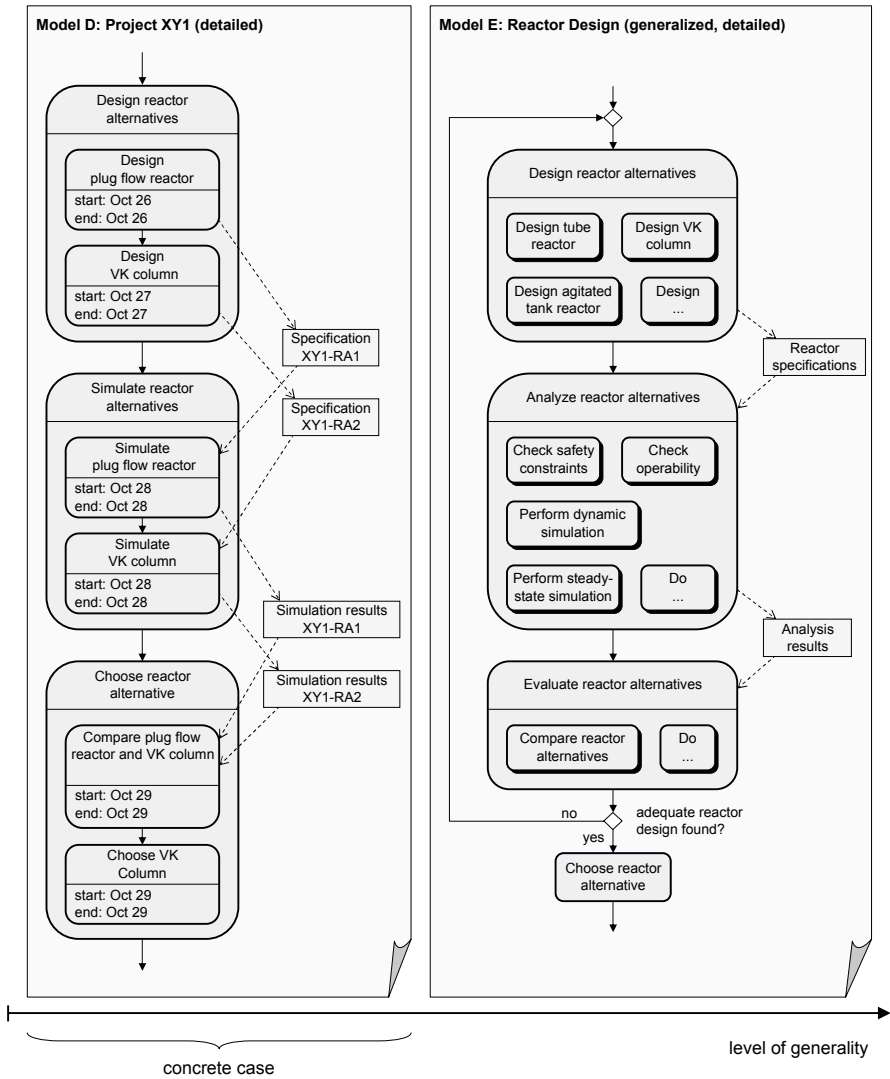 Model D: Project XY1 (detailed)
Design reactor
alternatives
Design
plug flow reactor
start: Oct 26
end: Oct 26
Design
VK column
start: Oct 27
end: Oct 27
Specification
XY1-RA1
Simulate reactor
alternatives
Specification
XY1-RA2
Simulate
plug flow reactor
start: Oct 28
end: Oct 28
Simulate
VK column
start: Oct 28
end: Oct 28
Simulation results
XY1-RA1
Choose reactor
alternative
Simulation results
XY1-RA2
Compare plug flow
reactor and VK column
start: Oct 29
end: Oct 29
Choose VK
Column
start: Oct 29
end: Oct 29
Model E: Reactor Design (generalized, detailed)
Design reactor alternatives
Design tube
reactor
Design VK
column
Design agitated
tank reactor
Design
...
Reactor
specifications
Analyze reactor alternatives
Check safety
constraints
Check
operability
Perform dynamic
simulation
Perform steady-
state simulation
Do
...
Analysis
results
Evaluate reactor alternatives
Compare reactor
alternatives
Do
...
no
adequate reactor
design found?
yes
Choose reactor
alternative
level of generality
concrete case